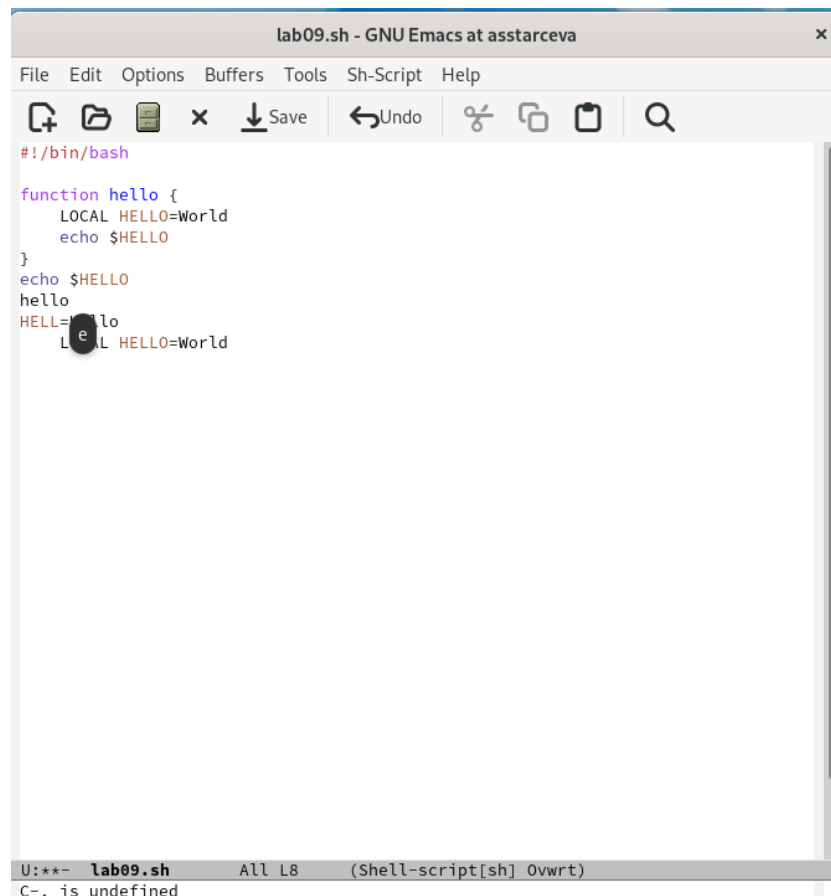 lab09.sh - GNU Emacs at asstarceva ×
File Edit Options Buffers Tools Sh-Script Help
Save Undo
#!/bin/bash
function hello {
    LOCAL HELLO=World
    echo $HELLO
}
echo $HELLO
hello
e
LOCAL HELLO=World
U:**- lab09.sh All L8 (Shell-script[sh] Ovwrt)
C-. is undefined